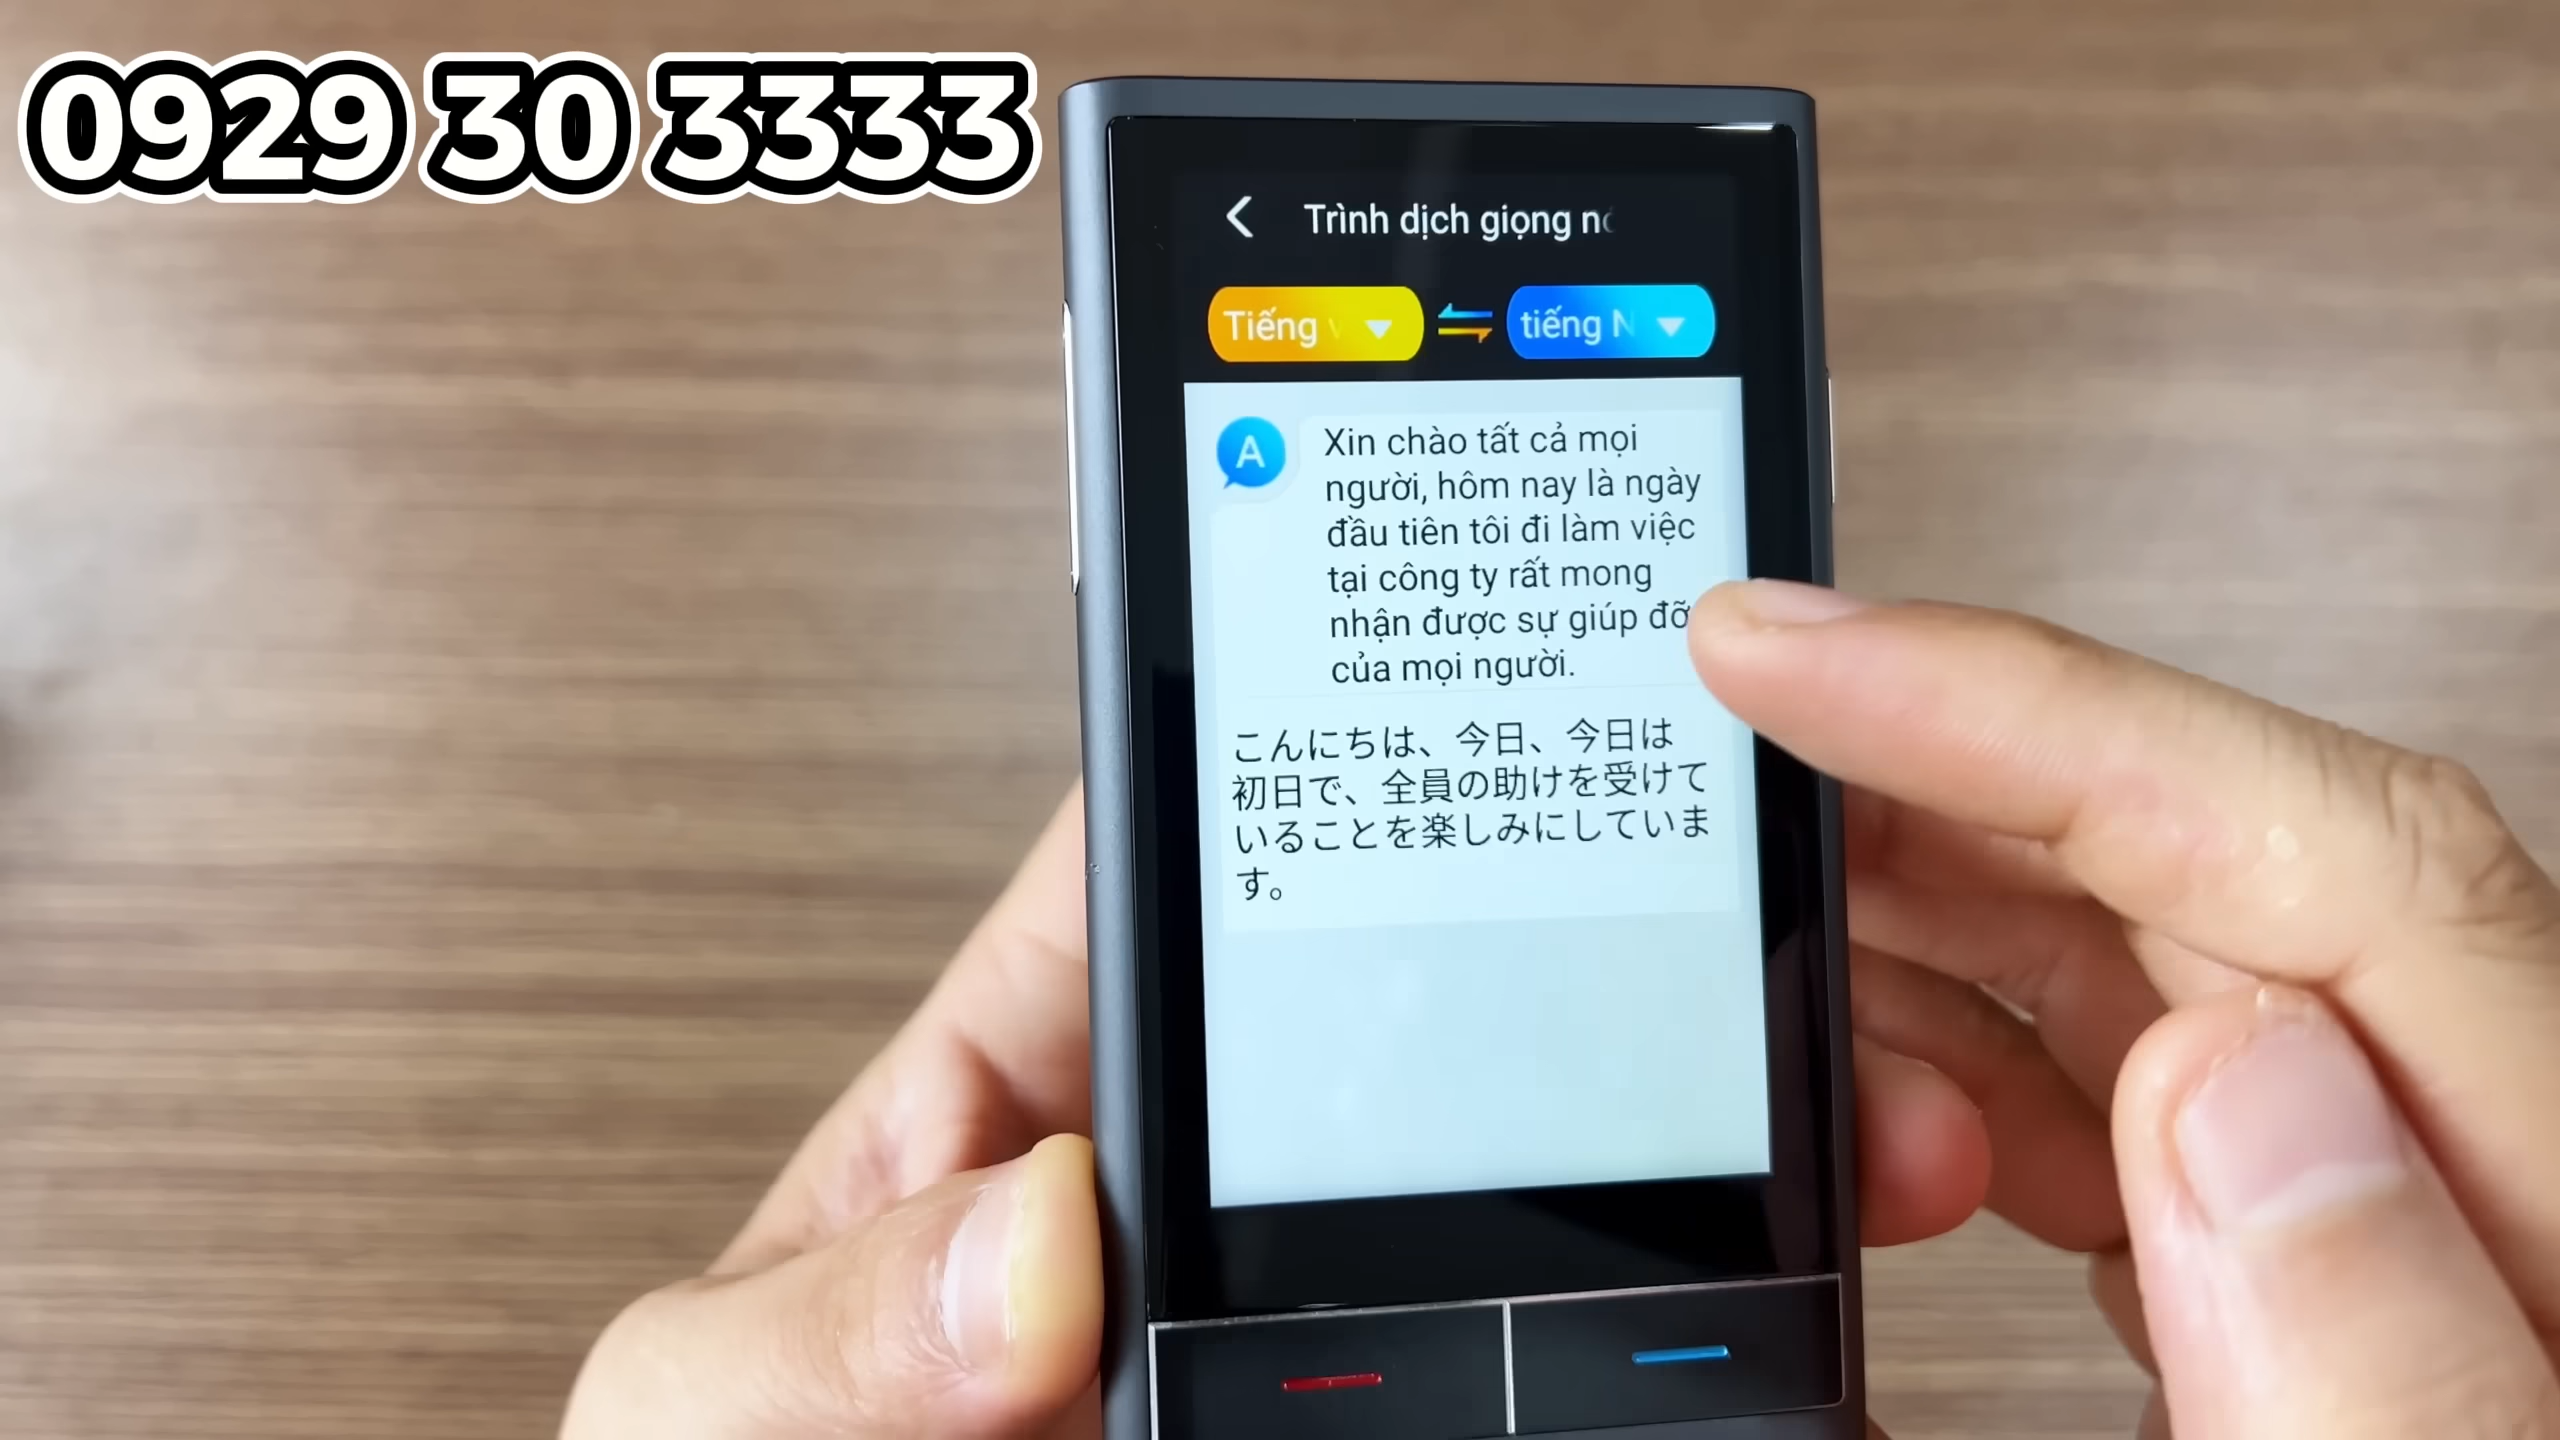 0929 30 3333
Trình dịch giọng
Tiếng
tiếng N
A
Xin chào tất cả mọi
người, hôm nay là ngày
đầu tiên tôi đi làm việc
tại công ty rất mong
nhận được sự giúp đỡ
của mọi người.
こんにちは、今日、今日は
初日で、全員の助けを受けて
いることを楽しみにしていま
す。